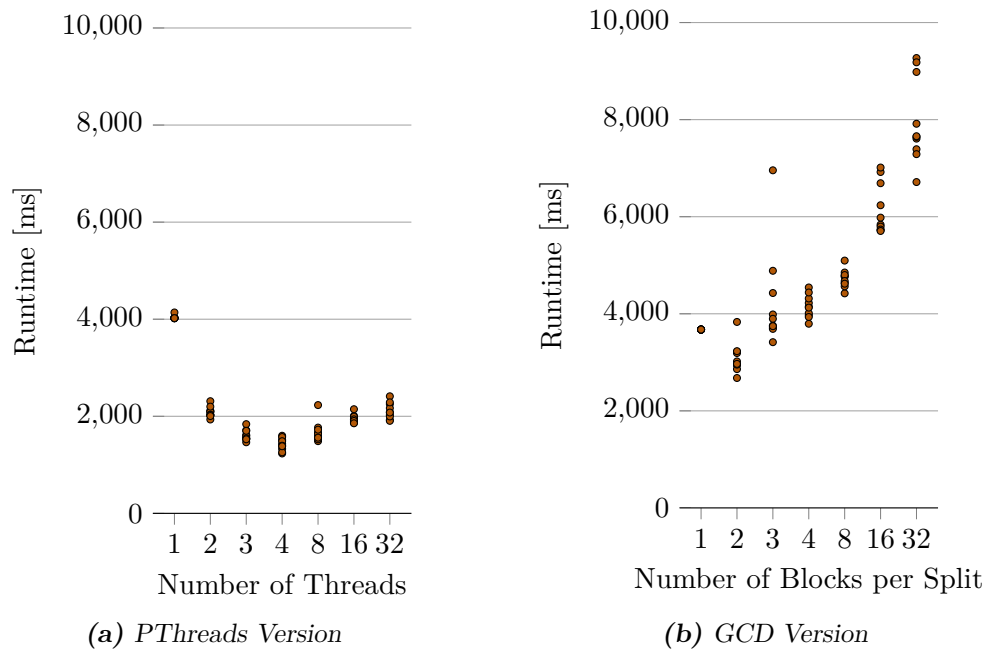 10,000
8,000
6,000
4,000
2,000
0
Runtime [ms]
1 2 3 4 8 16 32
Number of Threads
(a) PThreads Version
10,000
8,000
6,000
4,000
2,000
0
Runtime [ms]
1 2 3 4 8 16 32
Number of Blocks per Split
(b) GCD Version